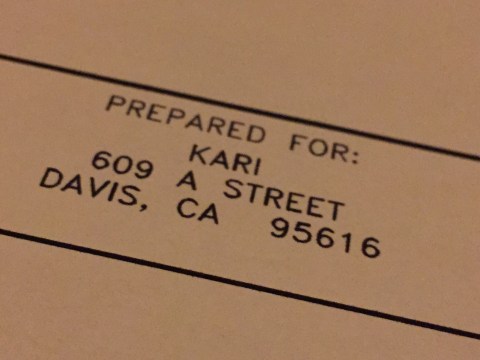 PREPARED FOR:
KARI
609 A STREET
DAVIS, CA 95616